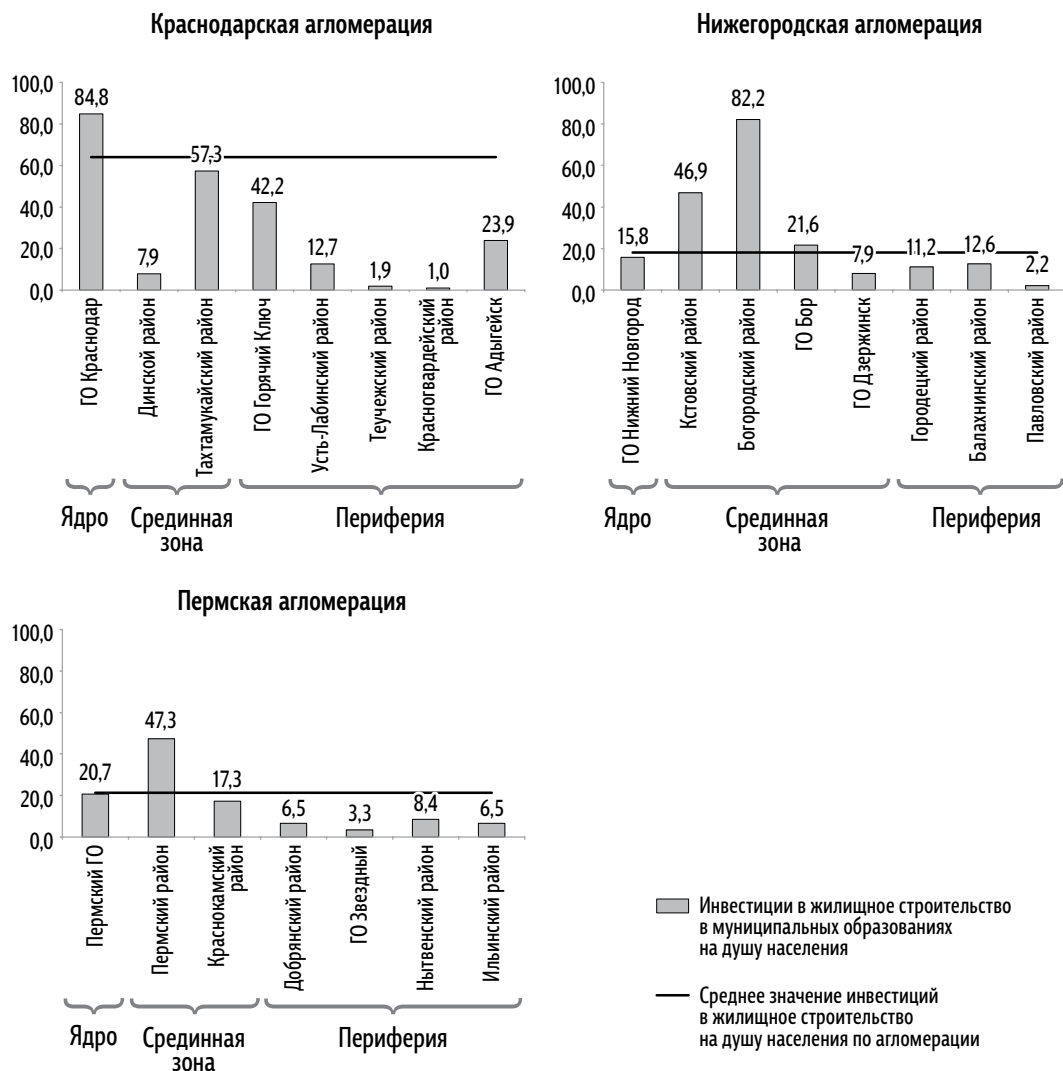 Краснодарская агломерация
100,0
80,0
60,0
40,0
20,0
0,0
84,8
7,9
57,3
42,2
12,7
1,9
1,0
23,9
ГО Краснодар
Динской район
Тахтамукайский район
ГО Горячий Ключ
Усть-Лабинский район
Теучежский район
Красногвардейский
район
ГО Адыгейск
Ядро
Срединная
зона
Периферия
Нижегородская агломерация
100,0
80,0
60,0
40,0
20,0
0,0
15,8
46,9
82,2
21,6
7,9
11,2
12,6
2,2
ГО Нижний Новгород
Кстовский район
Богородский район
ГО Бор
ГО Дзержинск
Городецкий район
Балахнинский район
Павловский район
Ядро
Срединная
зона
Периферия
Пермская агломерация
100,0
80,0
60,0
40,0
20,0
0,0
20,7
47,3
17,3
6,5
3,3
8,4
6,5
Пермский ГО
Пермский район
Краснокамский
район
Добрянский район
ГО Звездный
Нытвенский район
Ильинский район
Ядро
Срединная
зона
Периферия
Инвестиции в жилищное строительство
в муниципальных образованиях
на душу населения
Среднее значение инвестиций
в жилищное строительство
на душу населения по агломерации